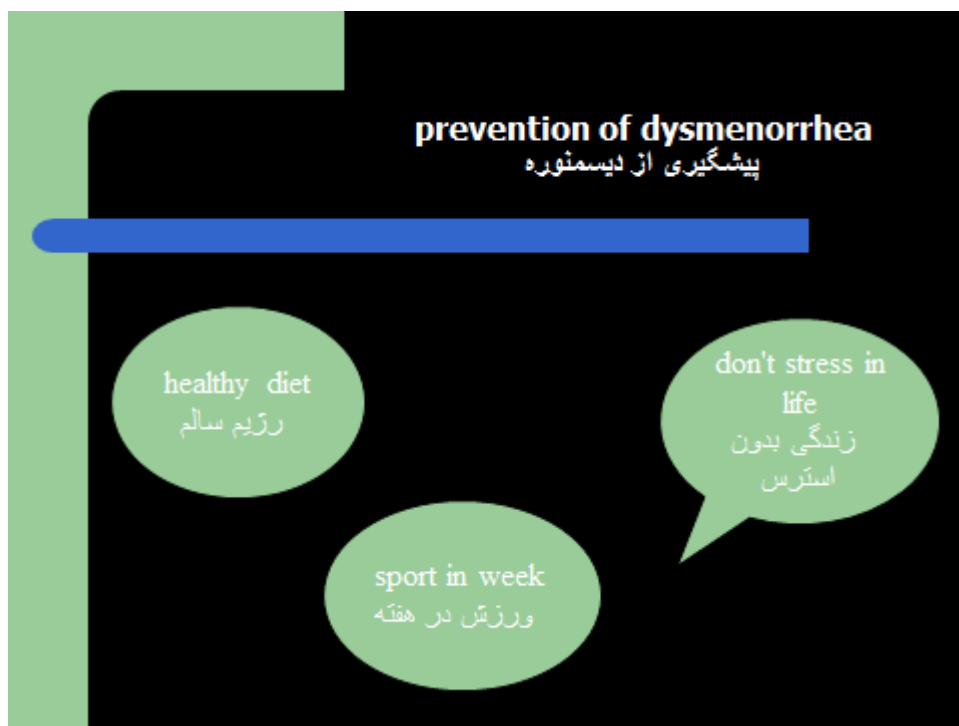 prevention of dysmenorrhea
پیشگیری از دیسمنوره
healthy diet
رژیم سالم
don't stress in
life
زندگی بدون
استرس
sport in week
ورزش در هفته